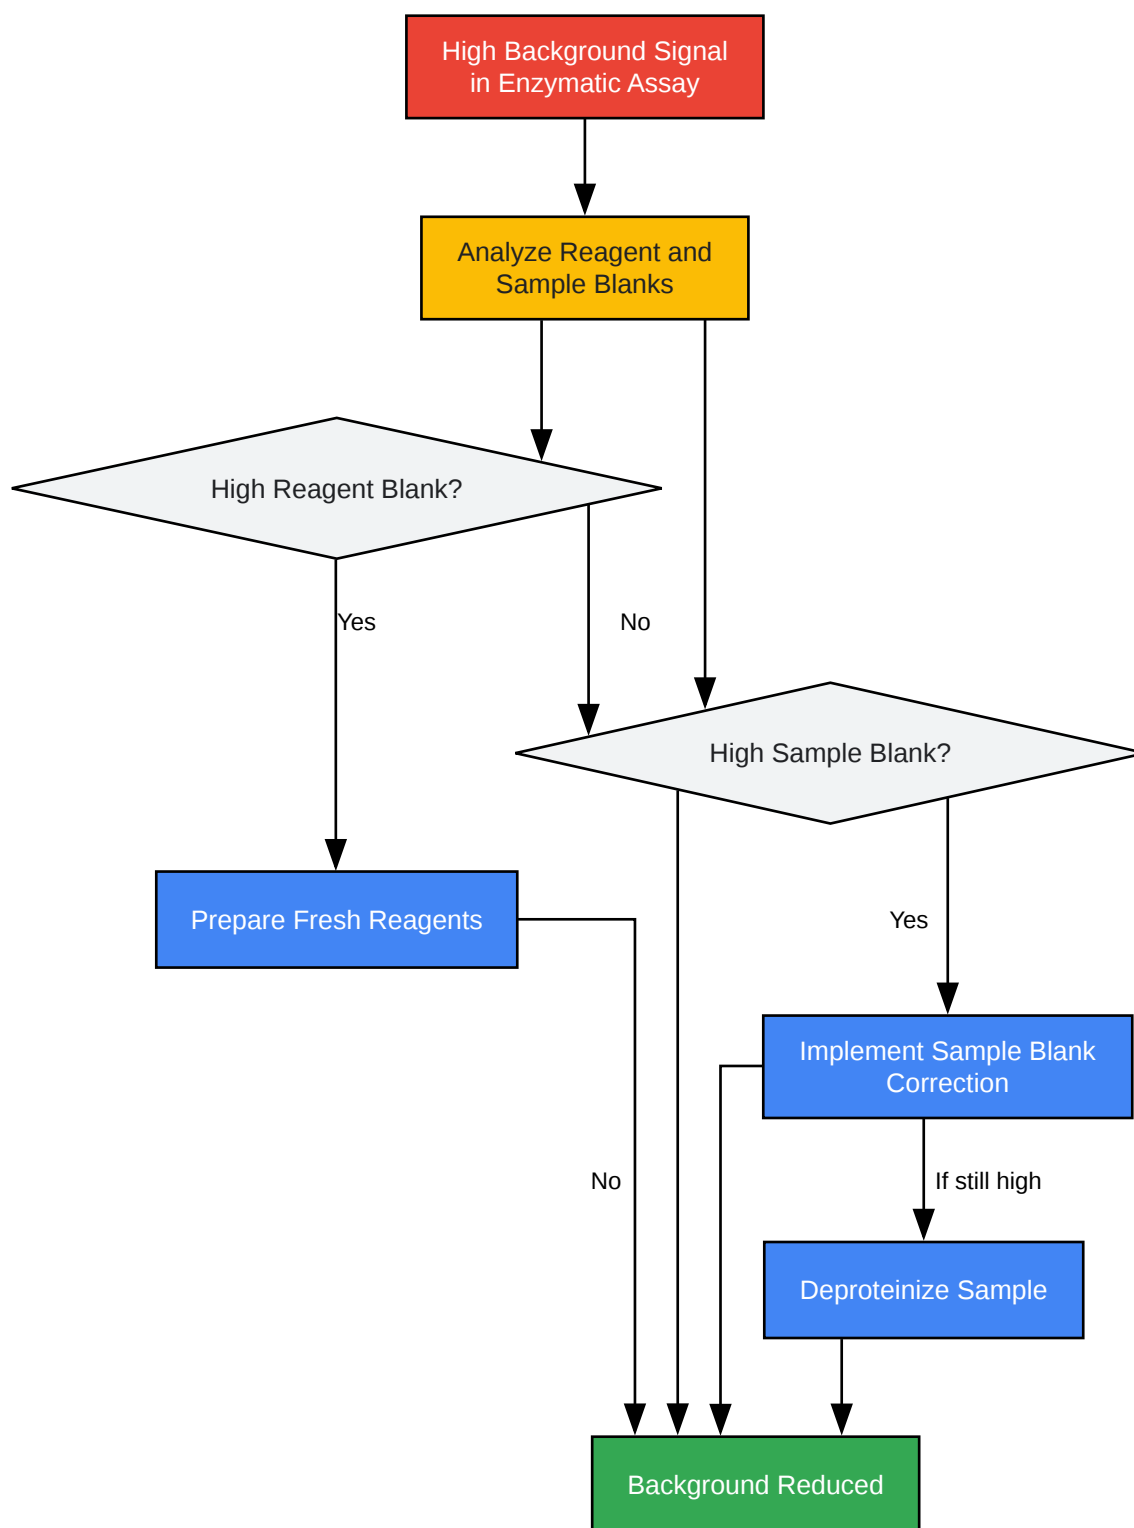 High Background Signal
in Enzymatic Assay
Analyze Reagent and
Sample Blanks
High Reagent Blank?
Yes
No
High Sample Blank?
Prepare Fresh Reagents
Yes
Implement Sample Blank
Correction
No
If still high
Deproteinize Sample
Background Reduced